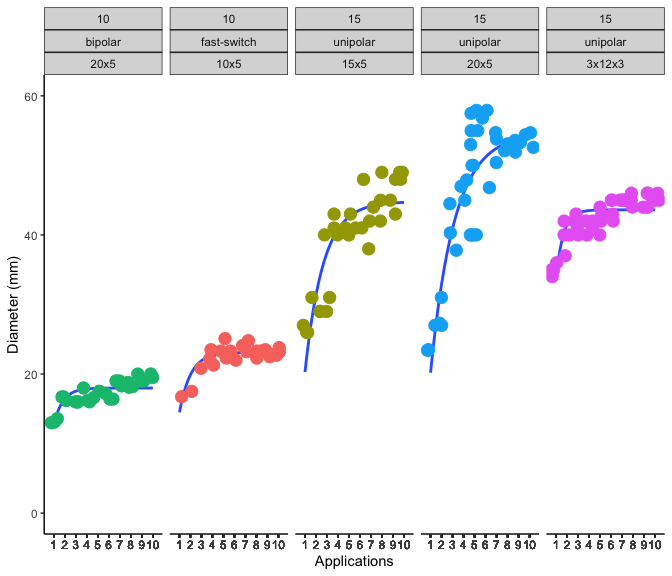 10 10 15 15 15
bipolar fast-switch unipolar unipolar unipolar
20x5 10x5 15x5 20x5 3x12x3
60
40
20
0
Diameter (mm)
1 2 3 4 5 6 7 8 9 10 1 2 3 4 5 6 7 8 9 10 1 2 3 4 5 6 7 8 9 10 1 2 3 4 5 6 7 8 9 10 1 2 3 4 5 6 7 8 9 10
Applications